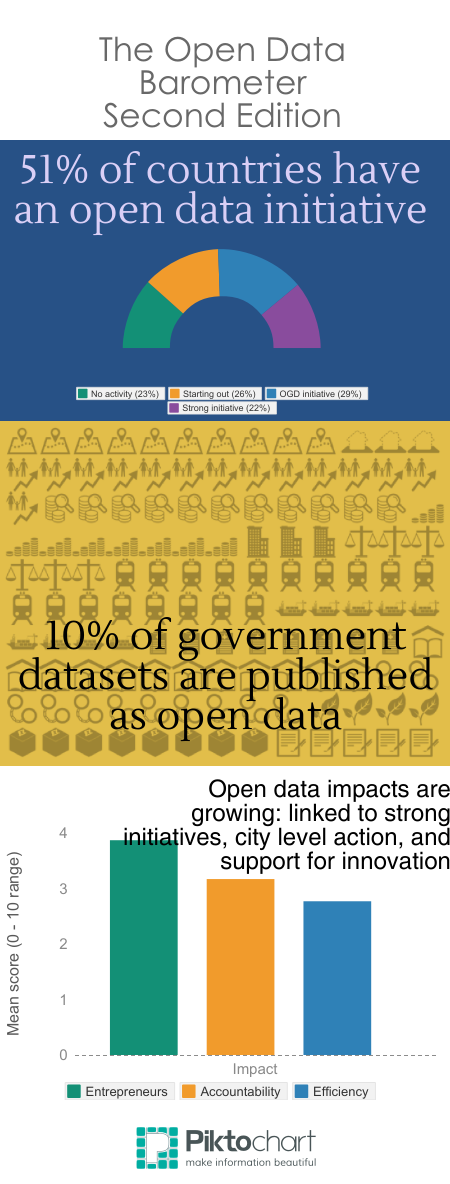 The Open Data
Barometer
Second Edition
51% of countries have
an open data initiative
No activity (23%) Starting out (26%) OGD initiative (29%)
Strong initiative (22%)
10% of government
datasets are published
as open data
Open data impacts are
growing: linked to strong
initiatives, city level action, and
support for innovation
Mean score (0 - 10 range)
4
3
2
1
0
Impact
Entrepreneurs Accountability Efficiency
Piktochart
make information beautiful